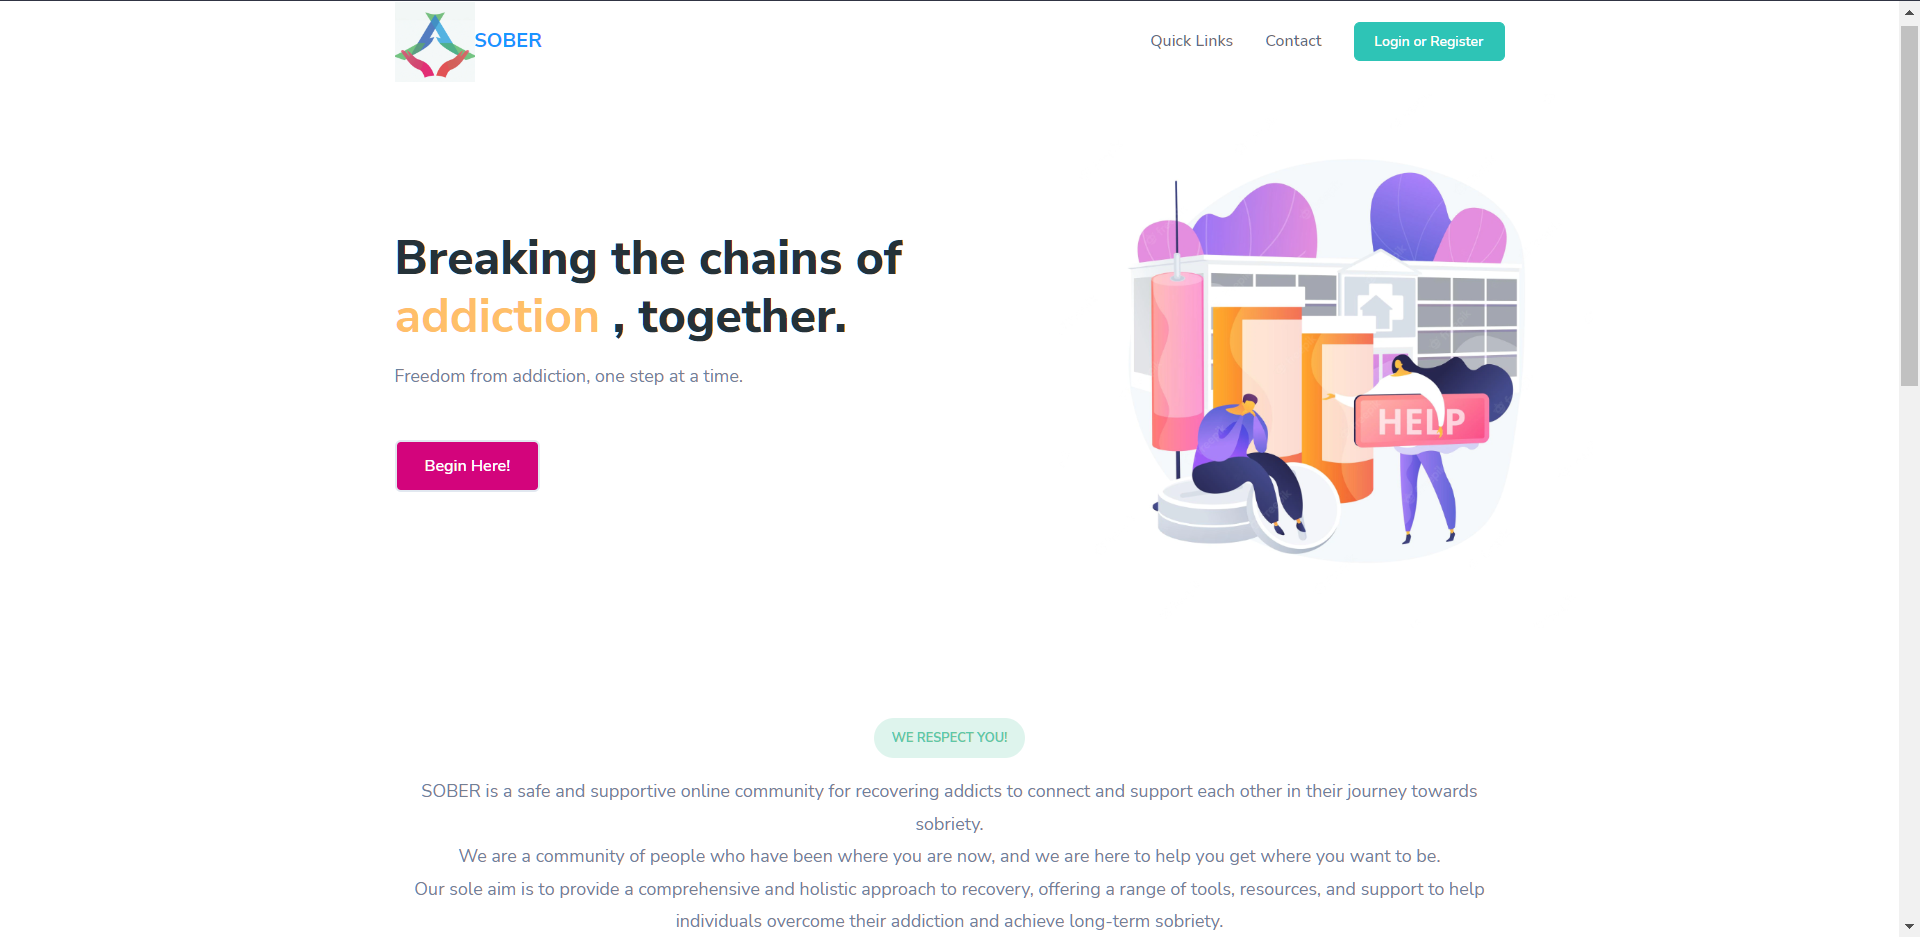 SOBER
Quick Links
Contact
Login or Register
Breaking the chains of
addiction , together.
Freedom from addiction, one step at a time.
Begin Here!
HELP
WE RESPECT YOU!
SOBER is a safe and supportive online community for recovering addicts to connect and support each other in their journey towards
sobriety.
We are a community of people who have been where you are now, and we are here to help you get where you want to be.
Our sole aim is to provide a comprehensive and holistic approach to recovery, offering a range of tools, resources, and support to help
individuals overcome their addiction and achieve long-term sobriety.